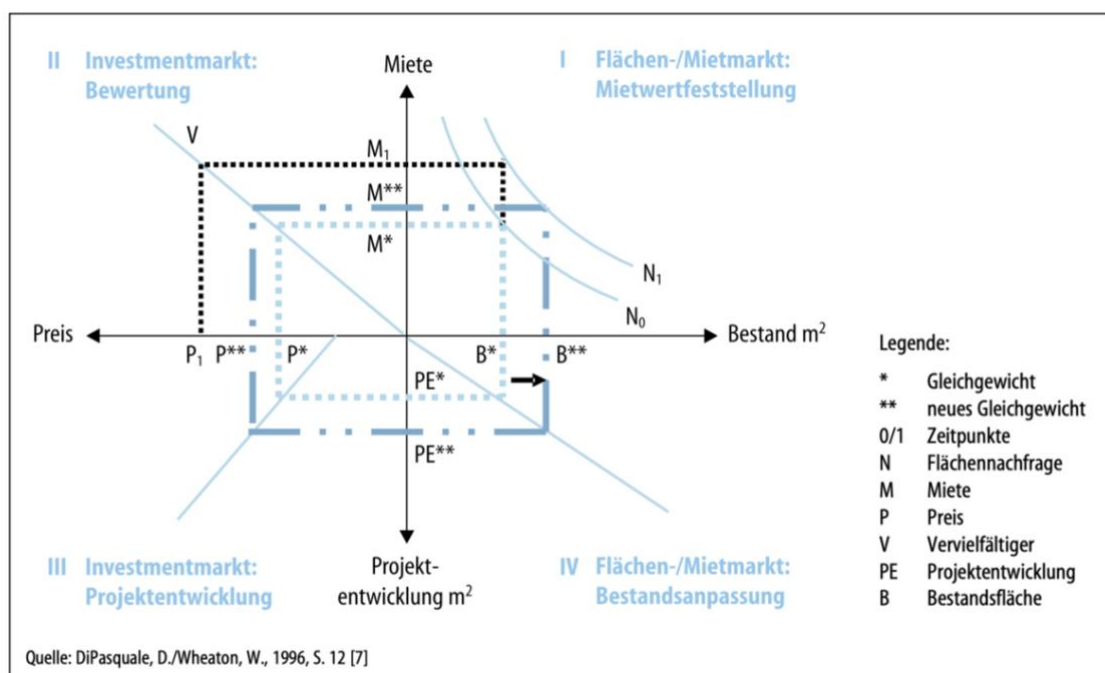 II Investmentmarkt:
Bewertung
Miete
I Flächen-/Mietmarkt:
Mietwertfeststellung
V
M₁
M**
M*
N₁
N₀
Preis
Bestand m²
P₁ P** P* B* B**
PE*
PE**
III Investmentmarkt:
Projektentwicklung
Projekt-
entwicklung m²
IV Flächen-/Mietmarkt:
Bestandsanpassung
Legende:
* Gleichgewicht
** neues Gleichgewicht
0/1 Zeitpunkte
N Flächennachfrage
M Miete
P Preis
V Vervielfältiger
PE Projektentwicklung
B Bestandsfläche
Quelle: DiPasquale, D./Wheaton, W., 1996, S. 12 [7]